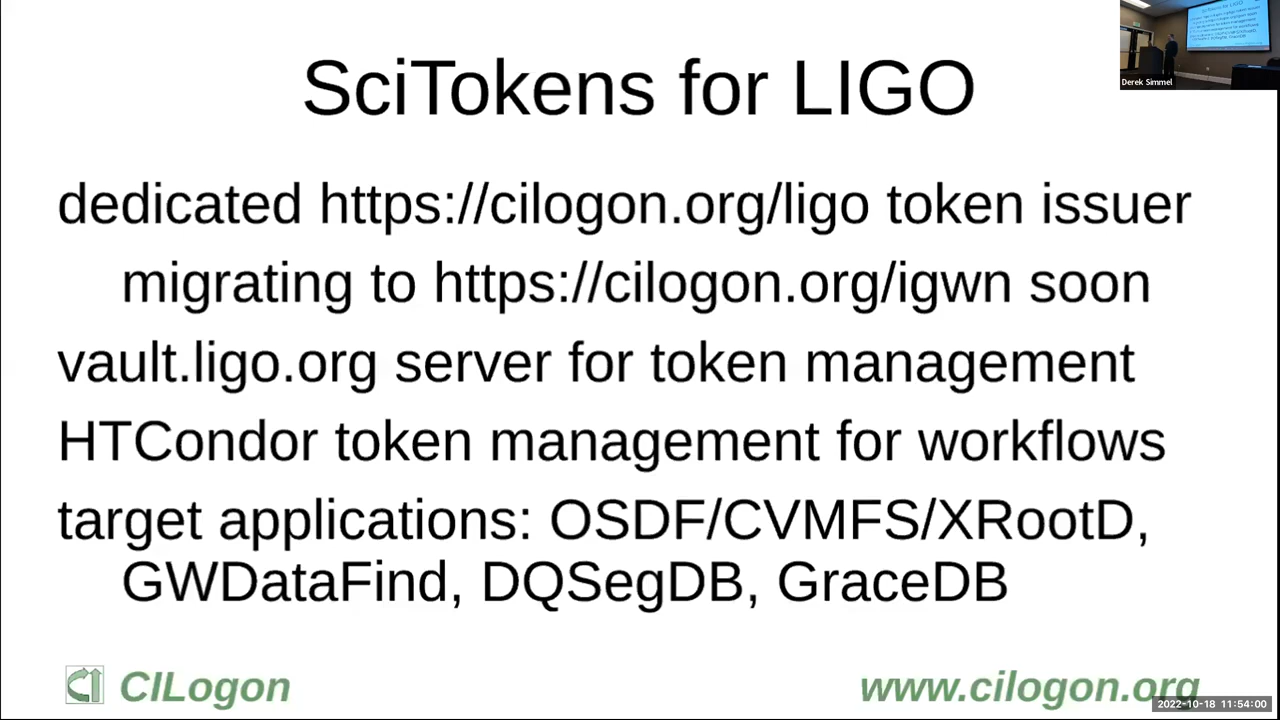 SciTokens for LIGO
Derek Simmel
dedicated https://cilogon.org/ligo token issuer
migrating to https://cilogon.org/igwn soon
vault.ligo.org server for token management
HTCondor token management for workflows
target applications: OSDF/CVMFS/XRootD,
GWDataFind, DQSegDB, GraceDB
CILogon
www.cilogon.org
2022-10-18 11:54:00